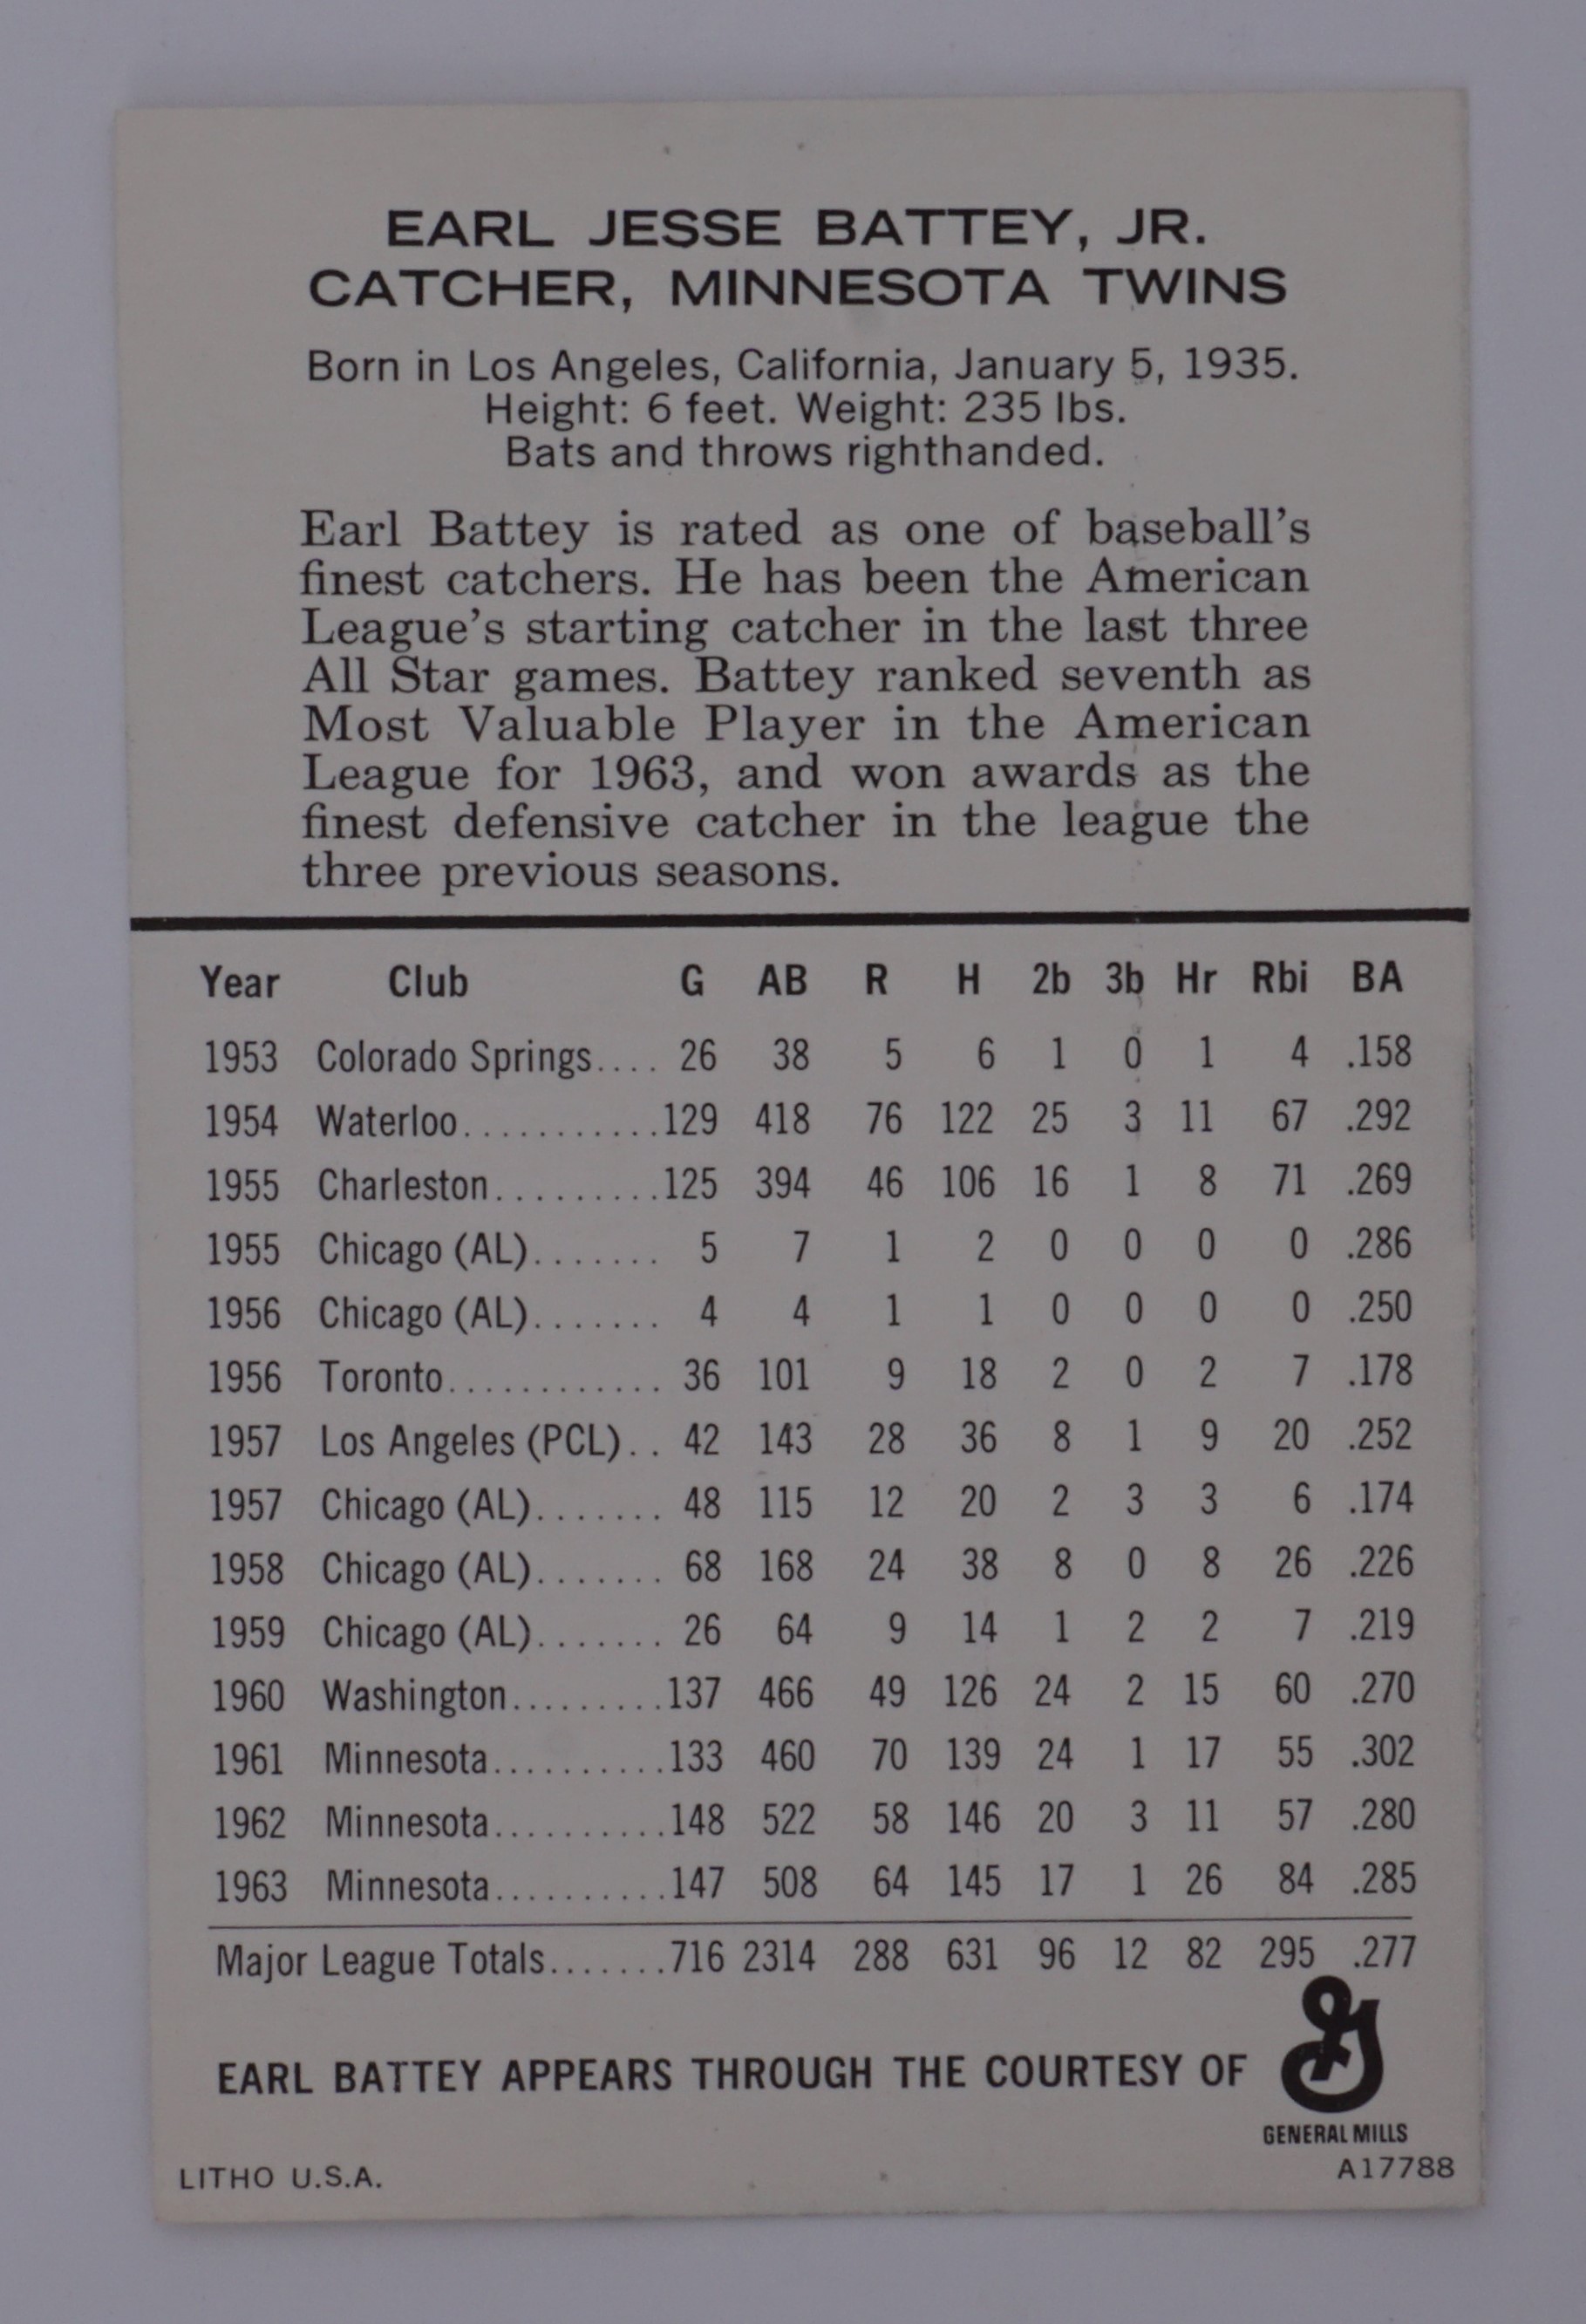 EARL JESSE BATTEY, JR.
CATCHER, MINNESOTA TWINS
Born in Los Angeles, California, January 5, 1935.
Height: 6 feet. Weight: 235 lbs.
Bats and throws righthanded.
Earl Battey is rated as one of baseball's
finest catchers. He has been the American
League's starting catcher in the last three
All Star games. Battey ranked seventh as
Most Valuable Player in the American
League for 1963, and won awards as the
finest defensive catcher in the league the
three previous seasons.
Year Club G AB R H 2b 3b Hr Rbi BA
1953 Colorado Springs.... 26 38 5 6 1 0 1 4 .158
1954 Waterloo...........129 418 76 122 25 3 11 67 .292
1955 Charleston.........125 394 46 106 16 1 8 71 .269
1955 Chicago (AL)....... 5 7 1 2 0 0 0 0 .286
1956 Chicago (AL)....... 4 4 1 1 0 0 0 0 .250
1956 Toronto............ 36 101 9 18 2 0 2 7 .178
1957 Los Angeles (PCL).. 42 143 28 36 8 1 9 20 .252
1957 Chicago (AL)....... 48 115 12 20 2 3 3 6 .174
1958 Chicago (AL)....... 68 168 24 38 8 0 8 26 .226
1959 Chicago (AL)....... 26 64 9 14 1 2 2 7 .219
1960 Washington.........137 466 49 126 24 2 15 60 .270
1961 Minnesota..........133 460 70 139 24 1 17 55 .302
1962 Minnesota..........148 522 58 146 20 3 11 57 .280
1963 Minnesota..........147 508 64 145 17 1 26 84 .285
Major League Totals.......716 2314 288 631 96 12 82 295 .277
EARL BATTEY APPEARS THROUGH THE COURTESY OF G
GENERAL MILLS
LITHO U.S.A. A17788